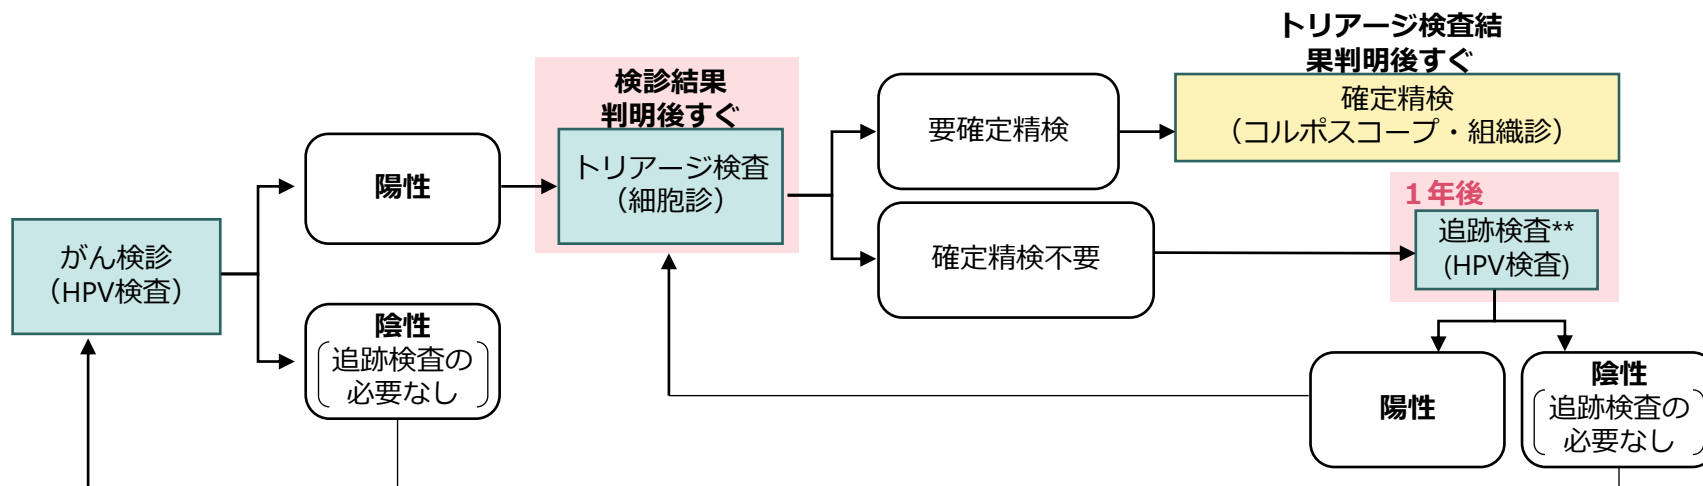 がん検診
（HPV検査）
陽性
陰性
追跡検査の
必要なし
検診結果
判明後すぐ
トリアージ検査
（細胞診）
要確定精検
確定精検不要
トリアージ検査結
果判明後すぐ
確定精検
（コルポスコープ・組織診）
１年後
追跡検査**
(HPV検査)
陽性
陰性
追跡検査の
必要なし